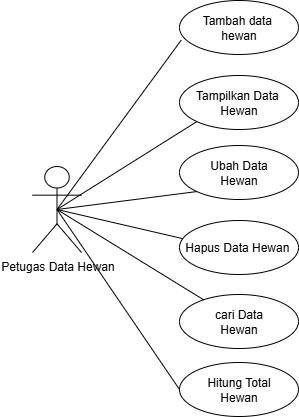 Tambah data
hewan
Tampilkan Data
Hewan
Ubah Data
Hewan
Petugas Data Hewan
Hapus Data Hewan
cari Data
Hewan
Hitung Total
Hewan